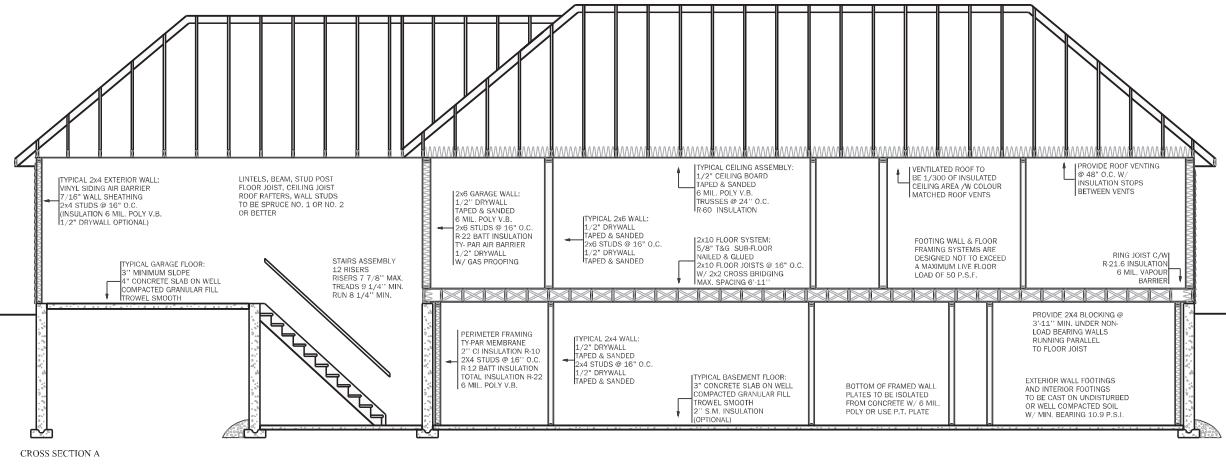 TYPICAL 2x4 EXTERIOR WALL:
VINYL SIDING AIR BARRIER
7/16" WALL SHEATHING
2x4 STUDS @ 16" O.C.
(INSULATION 6 MIL. POLY V.B.
1/2" DRYWALL OPTIONAL)
LINTELS, BEAM, STUD POST
FLOOR JOIST, CEILING JOIST
ROOF RAFTERS, WALL STUDS
TO BE SPRUCE NO. 1 OR NO. 2
OR BETTER
TYPICAL GARAGE FLOOR:
3" MINIMUM SLOPE
4" CONCRETE SLAB ON WELL
COMPACTED GRANULAR FILL
TROWEL SMOOTH
STAIRS ASSEMBLY
12 RISERS
RISERS 7 7/8" MAX.
TREADS 9 1/4" MIN.
RUN 8 1/4" MIN.
2x6 GARAGE WALL:
1/2" DRYWALL
TAPED & SANDED
6 MIL. POLY V.B.
2x6 STUDS @ 16" O.C.
R-22 BATT INSULATION
TY- PAR AIR BARRIER
1/2" DRYWALL
W/ GAS PROOFING
TYPICAL 2x6 WALL:
1/2" DRYWALL
TAPED & SANDED
2x6 STUDS @ 16" O.C.
1/2" DRYWALL
TAPED & SANDED
TYPICAL CEILING ASSEMBLY:
1/2" CEILING BOARD
TAPED & SANDED
6 MIL. POLY V.B.
TRUSSES @ 24" O.C.
R-60 INSULATION
2x10 FLOOR SYSTEM:
5/8" T&G SUB-FLOOR
NAILED & GLUED
2x10 FLOOR JOISTS @ 16" O.C.
W/ 2x2 CROSS BRIDGING
MAX. SPACING 6'-11"
VENTILATED ROOF TO
BE 1/300 OF INSULATED
CEILING AREA /W COLOUR
MATCHED ROOF VENTS
PROVIDE ROOF VENTING
@ 48" O.C. W/
INSULATION STOPS
BETWEEN VENTS
FOOTING WALL & FLOOR
FRAMING SYSTEMS ARE
DESIGNED NOT TO EXCEED
A MAXIMUM LIVE FLOOR
LOAD OF 50 P.S.F.
RING JOIST C/W
R-21.6 INSULATION
6 MIL. VAPOUR
BARRIER
PERIMETER FRAMING
TY-PAR MEMBRANE
2" CI INSULATION R-10
2X4 STUDS @ 16" O.C.
R-12 BATT INSULATION
TOTAL INSULATION R-22
6 MIL. POLY V.B.
TYPICAL 2x4 WALL:
1/2" DRYWALL
TAPED & SANDED
2x4 STUDS @ 16" O.C.
1/2" DRYWALL
TAPED & SANDED
TYPICAL BASEMENT FLOOR:
3" CONCRETE SLAB ON WELL
COMPACTED GRANULAR FILL
TROWEL SMOOTH
2" S.M. INSULATION
(OPTIONAL)
BOTTOM OF FRAMED WALL
PLATES TO BE ISOLATED
FROM CONCRETE W/ 6 MIL.
POLY OR USE P.T. PLATE
PROVIDE 2X4 BLOCKING @
3'-11" MIN. UNDER NON-
LOAD BEARING WALLS
RUNNING PARALLEL
TO FLOOR JOIST
EXTERIOR WALL FOOTINGS
AND INTERIOR FOOTINGS
TO BE CAST ON UNDISTURBED
OR WELL COMPACTED SOIL
W/ MIN. BEARING 10.9 P.S.I.
CROSS SECTION A